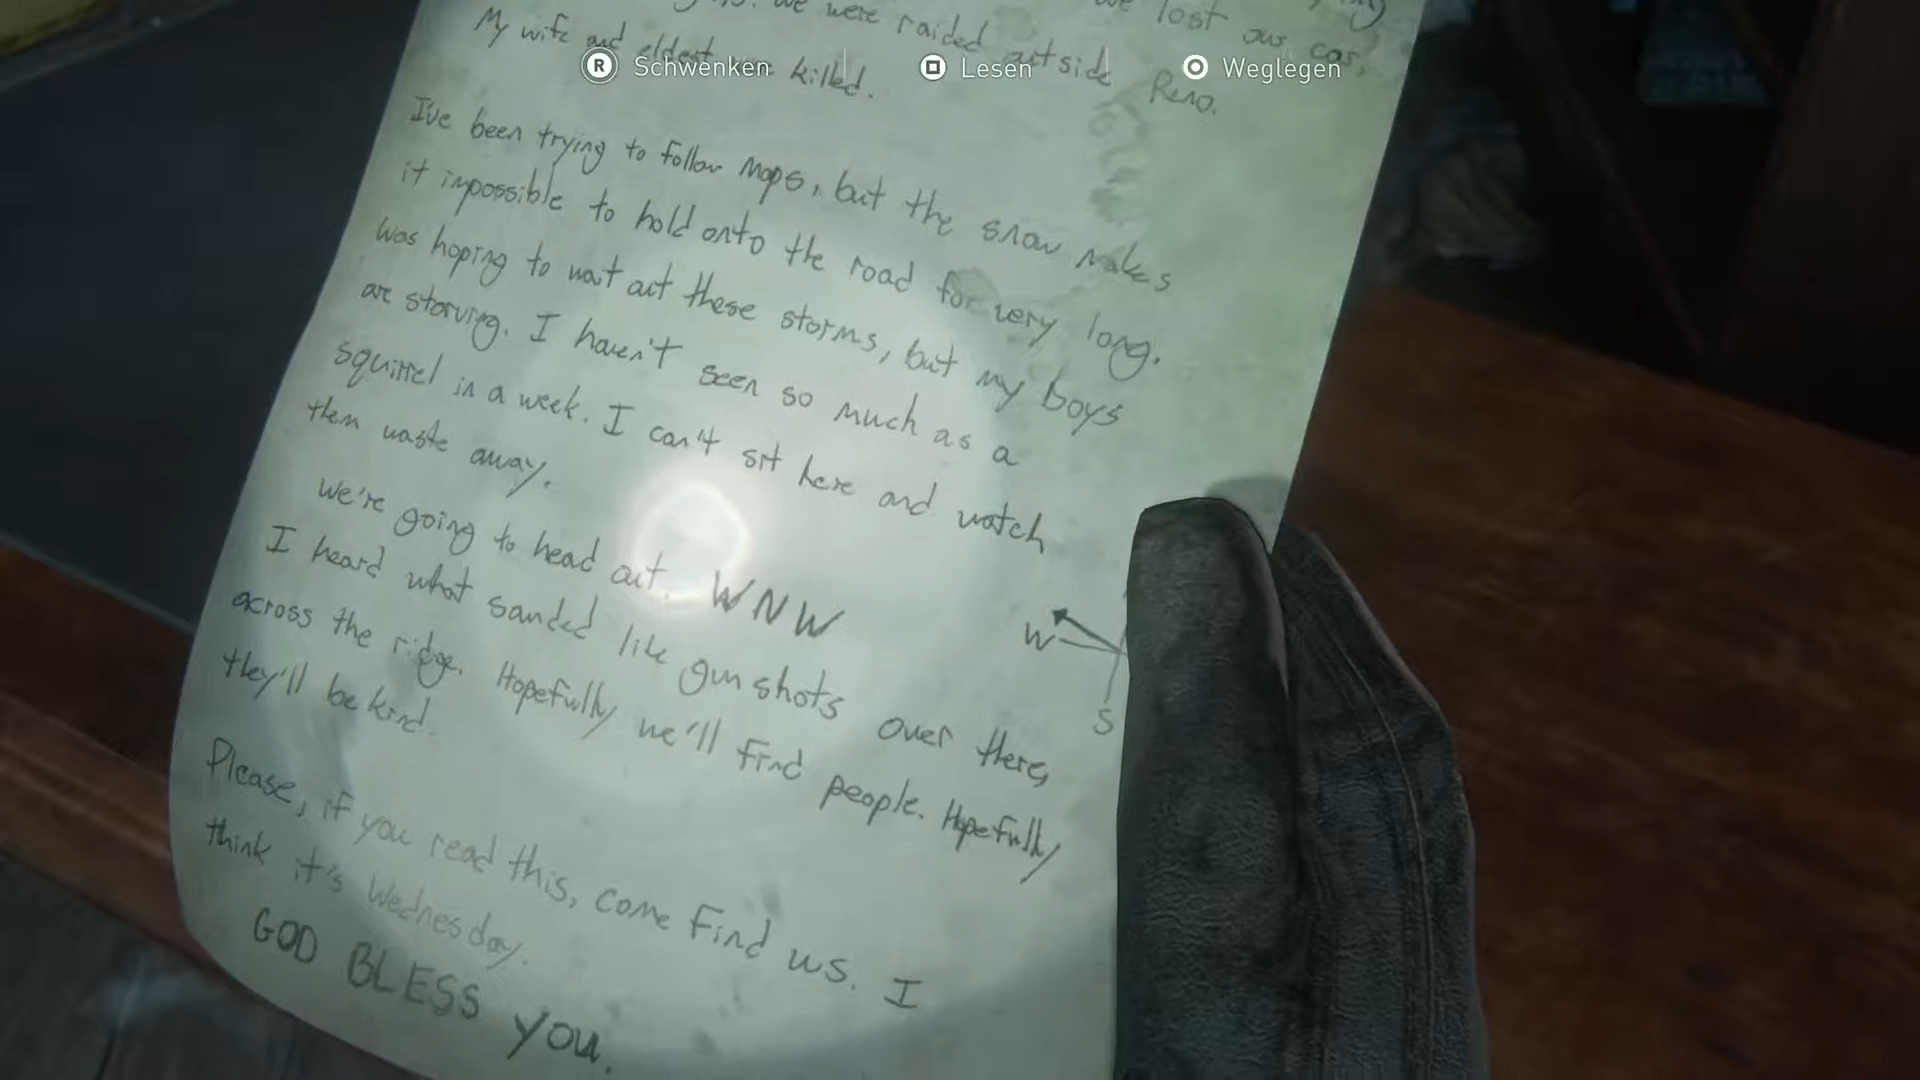 we lost our car,
we were raided outside Reno.
My wife and eldest killed.
R Schwenken
Lesen
Weglegen
I've been trying to follow maps, but the snow makes
it impossible to hold onto the road for very long.
Was hoping to wait out these storms, but my boys
are starving. I haven't seen so much as a
squirrel in a week. I can't sit here and watch
them waste away.
We're going to head out. WNW
I heard what sounded like gun shots over there,
across the ridge. Hopefully we'll find people. Hopefully
they'll be kind.
W
S
Please, if you read this, come find us. I
think it's Wednesday.
GOD BLESS YOU.